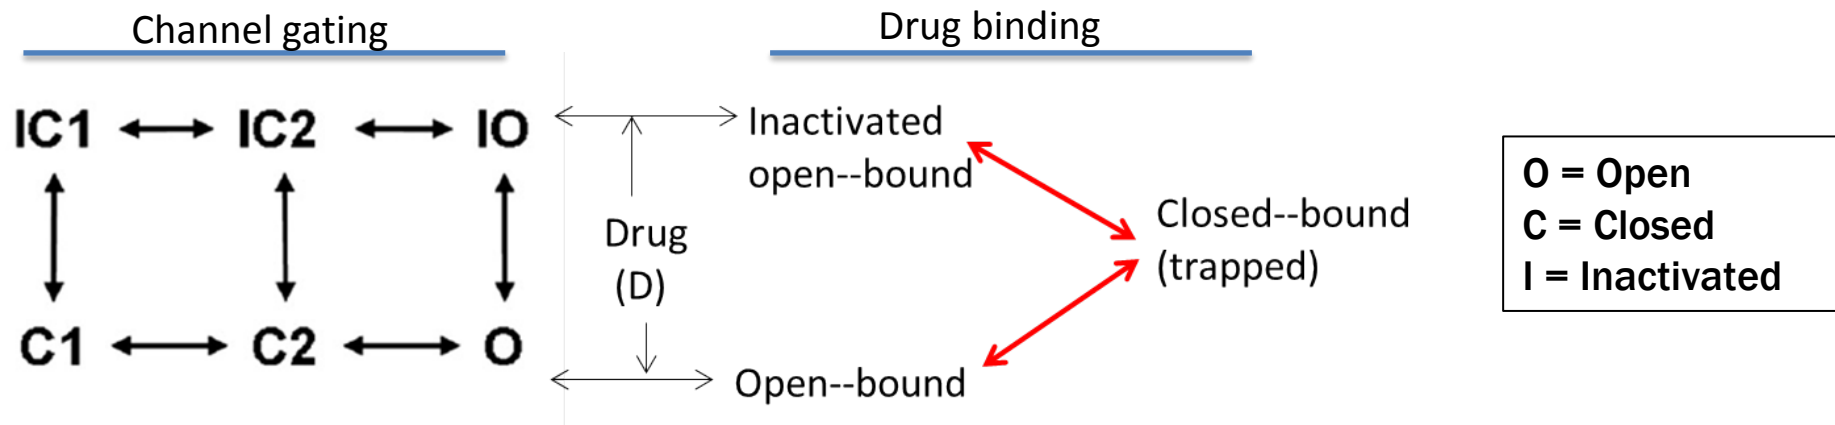 Channel gating
Drug binding
IC1 IC2 IO
Inactivated
open--bound
Drug
(D)
Closed--bound
(trapped)
C1 C2 O
Open--bound
O = Open
C = Closed
I = Inactivated